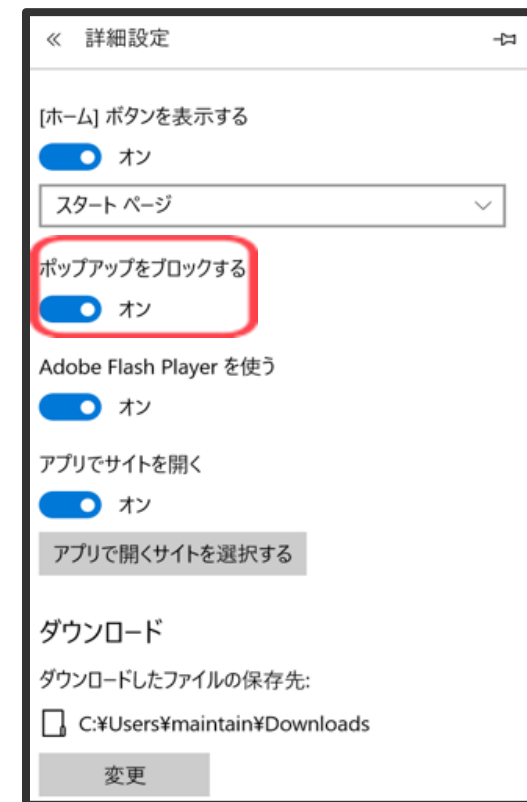 « 詳細設定
[ホーム] ボタンを表示する
オン
スタート ページ
ポップアップをブロックする
オン
Adobe Flash Player を使う
オン
アプリでサイトを開く
オン
アプリで開くサイトを選択する
ダウンロード
ダウンロードしたファイルの保存先:
C:¥Users¥maintain¥Downloads
変更